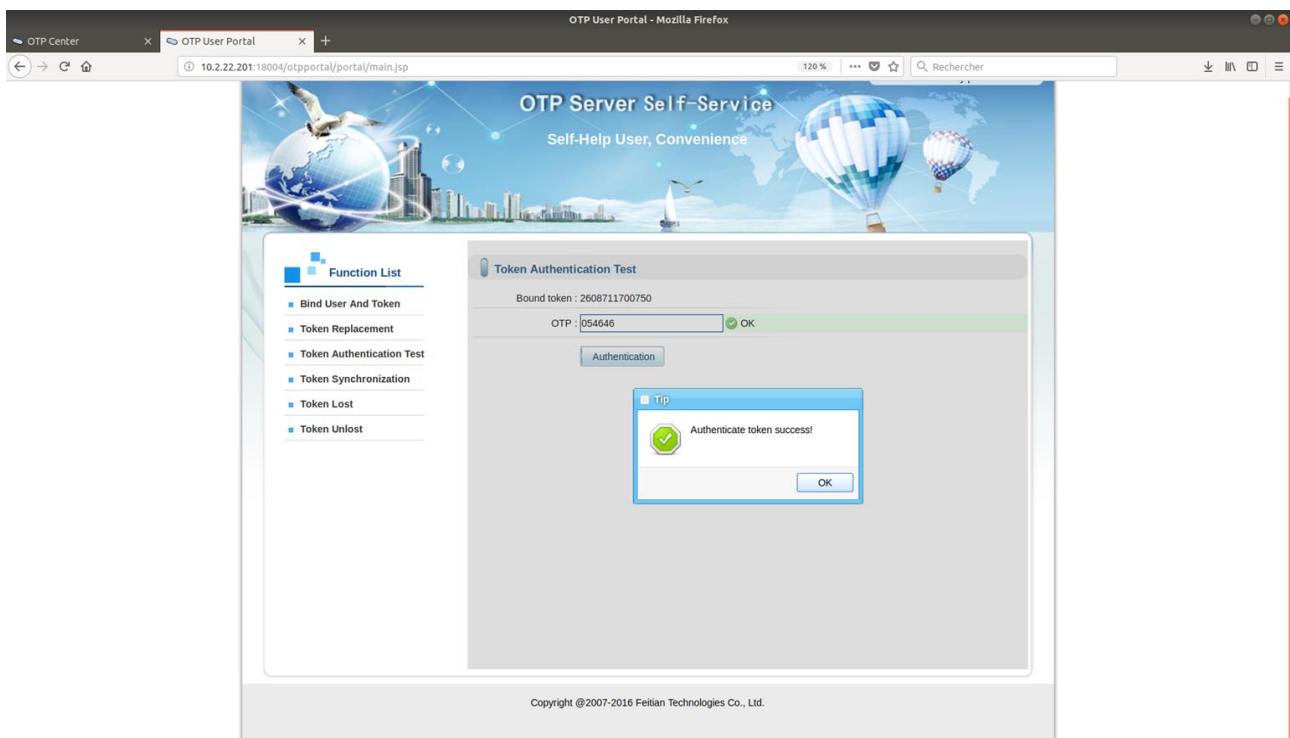 OTP User Portal - Mozilla Firefox
OTP Center
OTP User Portal
10.2.22.201:18004/otpportal/portal/main.jsp
120 %
Rechercher
OTP Server Self-Service
Self-Help User, Convenience
Function List
Bind User And Token
Token Replacement
Token Authentication Test
Token Synchronization
Token Lost
Token Unlost
Token Authentication Test
Bound token : 2608711700750
OTP : 054646 OK
Authentication
Tip
Authenticate token success!
OK
Copyright @2007-2016 Feitian Technologies Co., Ltd.